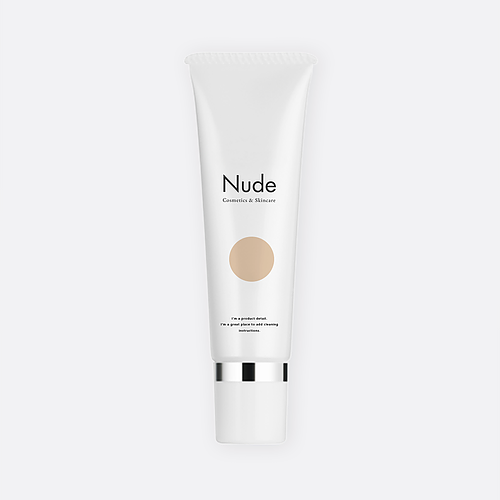 Nude
Cosmetics & Skincare
I'm a product detail.
I'm a great place to add cleaning
instructions.